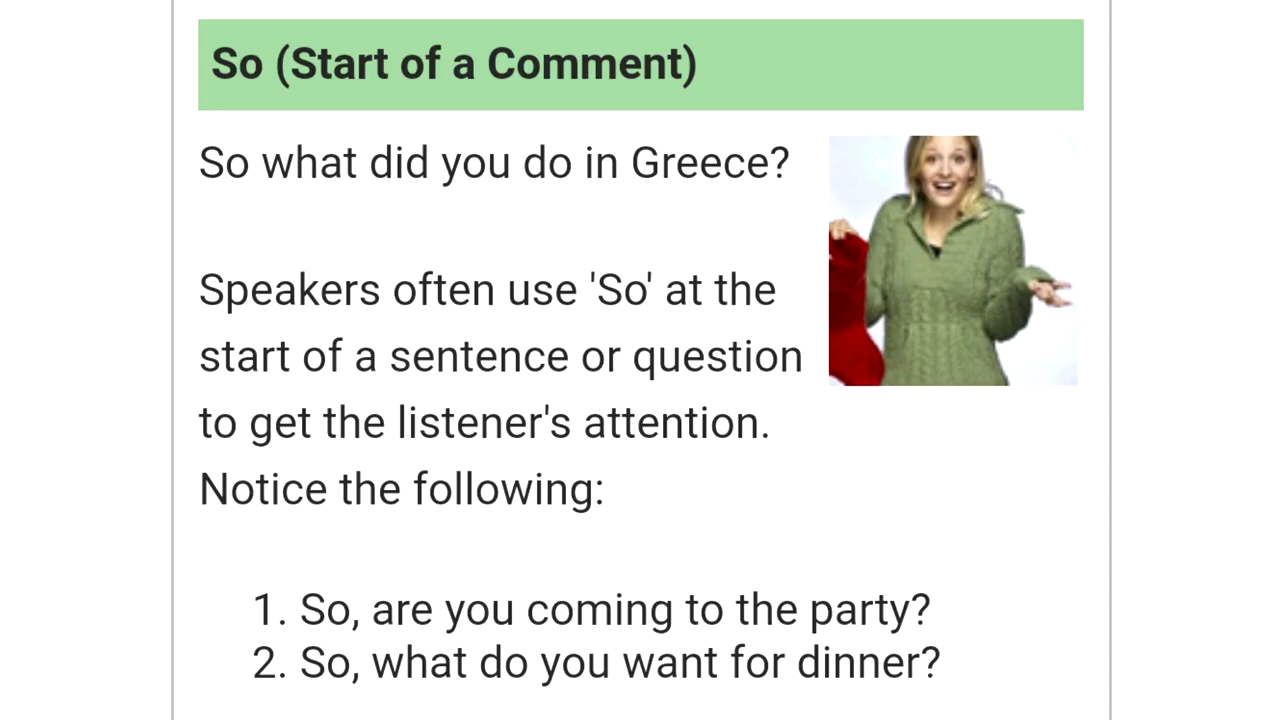 So (Start of a Comment)
So what did you do in Greece?
Speakers often use 'So' at the
start of a sentence or question
to get the listener's attention.
Notice the following:
1. So, are you coming to the party?
2. So, what do you want for dinner?